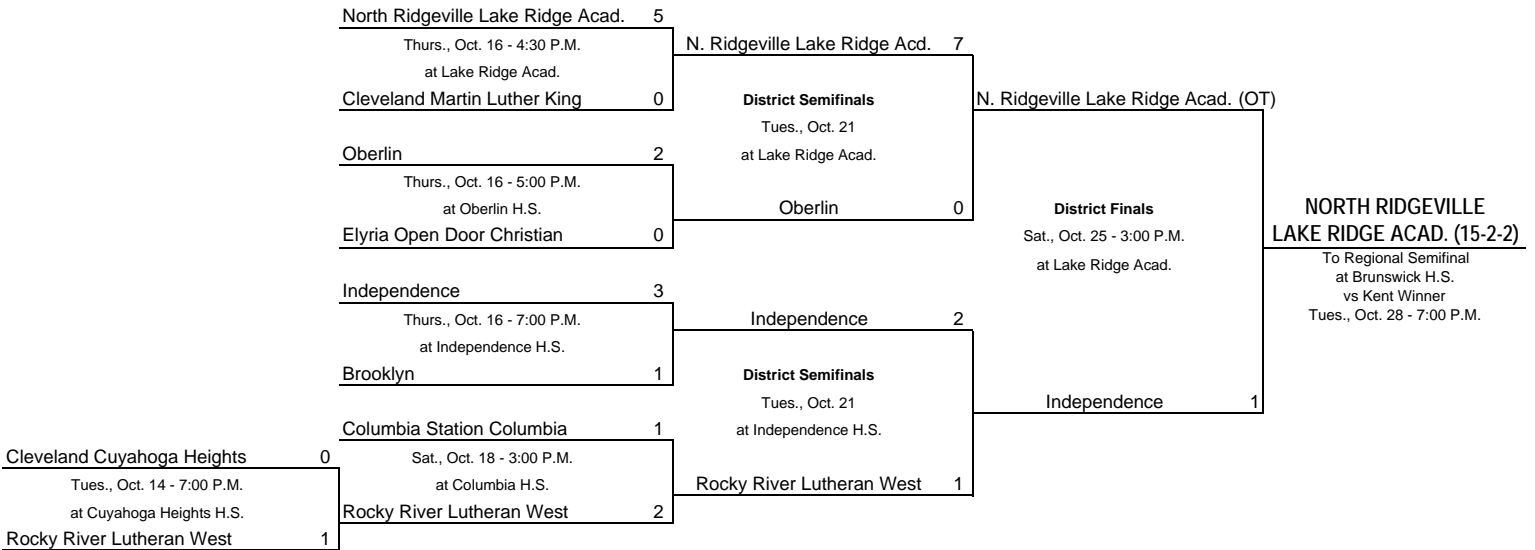 North Ridgeville Lake Ridge Acad. 5
Thurs., Oct. 16 - 4:30 P.M.
at Lake Ridge Acad.
Cleveland Martin Luther King 0
Oberlin 2
Thurs., Oct. 16 - 5:00 P.M.
at Oberlin H.S.
Elyria Open Door Christian 0
Independence 3
Thurs., Oct. 16 - 7:00 P.M.
at Independence H.S.
Brooklyn 1
Columbia Station Columbia 1
Sat., Oct. 18 - 3:00 P.M.
at Columbia H.S.
Rocky River Lutheran West 2
Cleveland Cuyahoga Heights 0
Tues., Oct. 14 - 7:00 P.M.
at Cuyahoga Heights H.S.
Rocky River Lutheran West 1
N. Ridgeville Lake Ridge Acd. 7
District Semifinals
Tues., Oct. 21
at Lake Ridge Acad.
Oberlin 0
Independence 2
District Semifinals
Tues., Oct. 21
at Independence H.S.
Rocky River Lutheran West 1
N. Ridgeville Lake Ridge Acad. (OT)
District Finals
Sat., Oct. 25 - 3:00 P.M.
at Lake Ridge Acad.
Independence 1
NORTH RIDGEVILLE
LAKE RIDGE ACAD. (15-2-2)
To Regional Semifinal
at Brunswick H.S.
vs Kent Winner
Tues., Oct. 28 - 7:00 P.M.